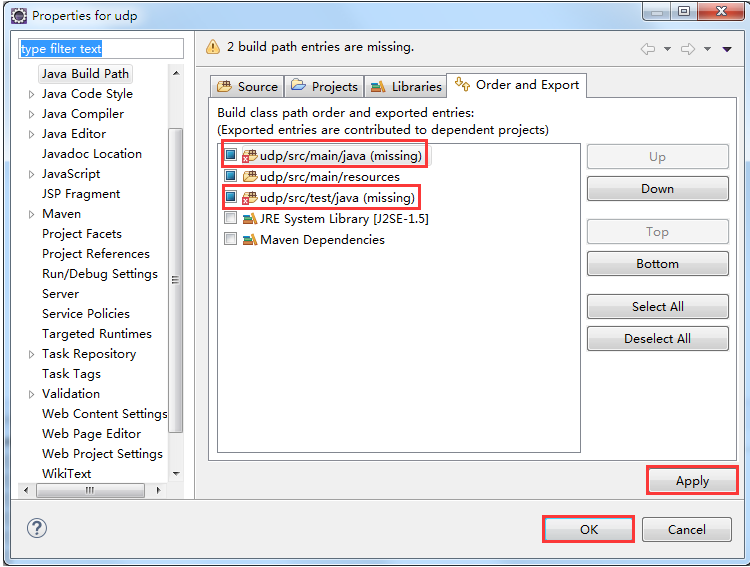 Properties for udp
type filter text
Java Build Path
Java Code Style
Java Compiler
Java Editor
Javadoc Location
JavaScript
JSP Fragment
Maven
Project Facets
Project References
Run/Debug Settings
Server
Service Policies
Targeted Runtimes
Task Repository
Task Tags
Validation
Web Content Settings
Web Page Editor
Web Project Settings
WikiText
2 build path entries are missing.
Source
Projects
Libraries
Order and Export
Build class path order and exported entries:
(Exported entries are contributed to dependent projects)
udp/src/main/java (missing)
udp/src/main/resources
udp/src/test/java (missing)
JRE System Library [J2SE-1.5]
Maven Dependencies
Up
Down
Top
Bottom
Select All
Deselect All
Apply
OK
Cancel